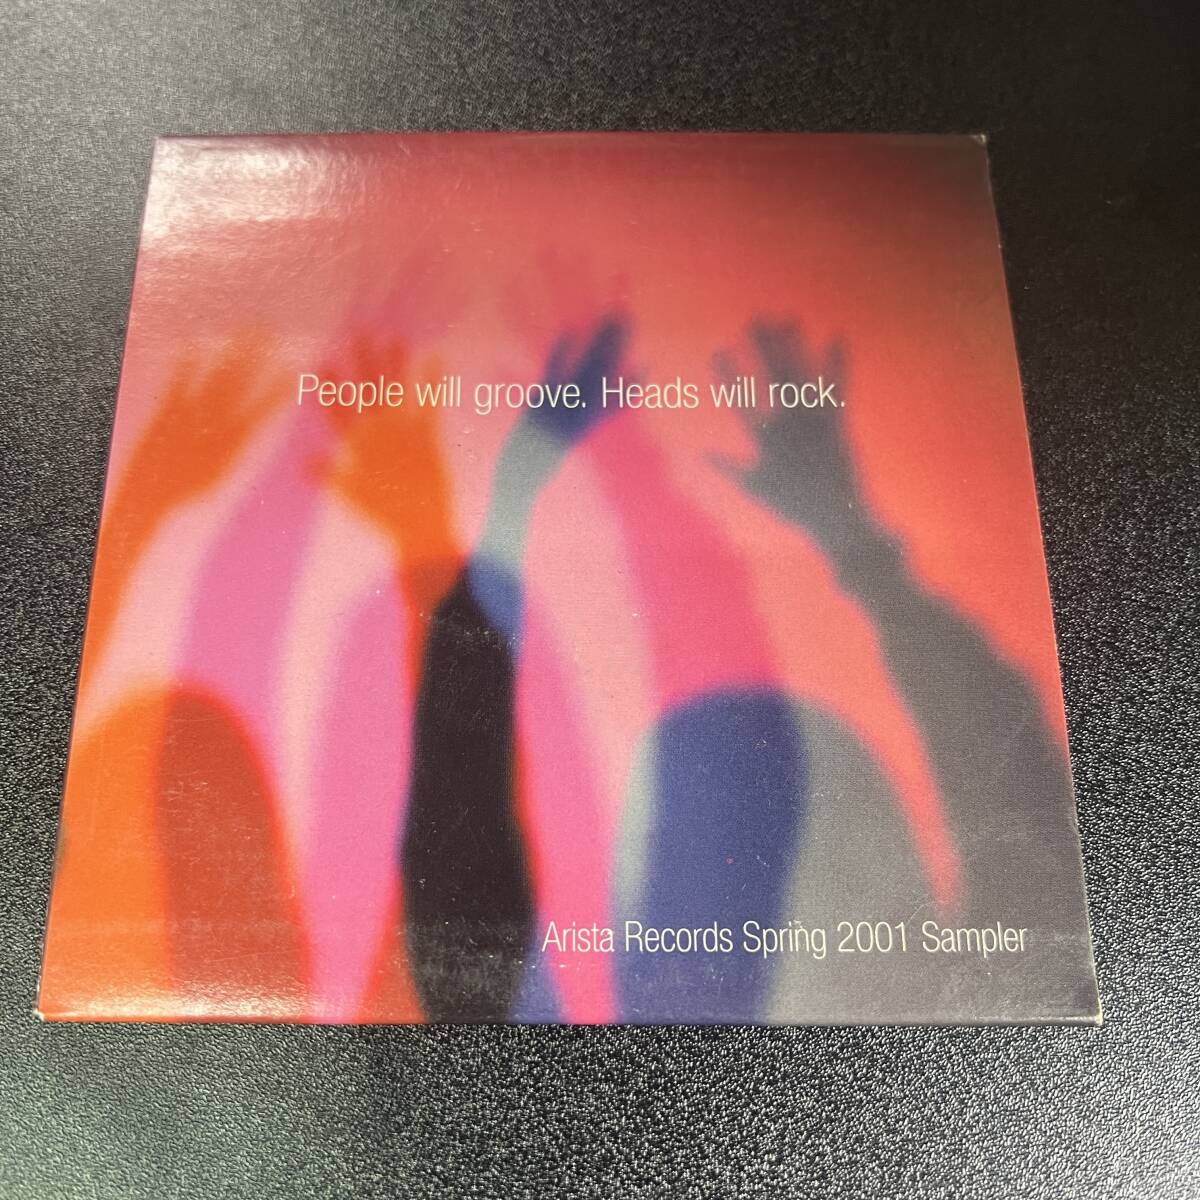 People will groove. Heads will rock.
Arista Records Spring 2001 Sampler